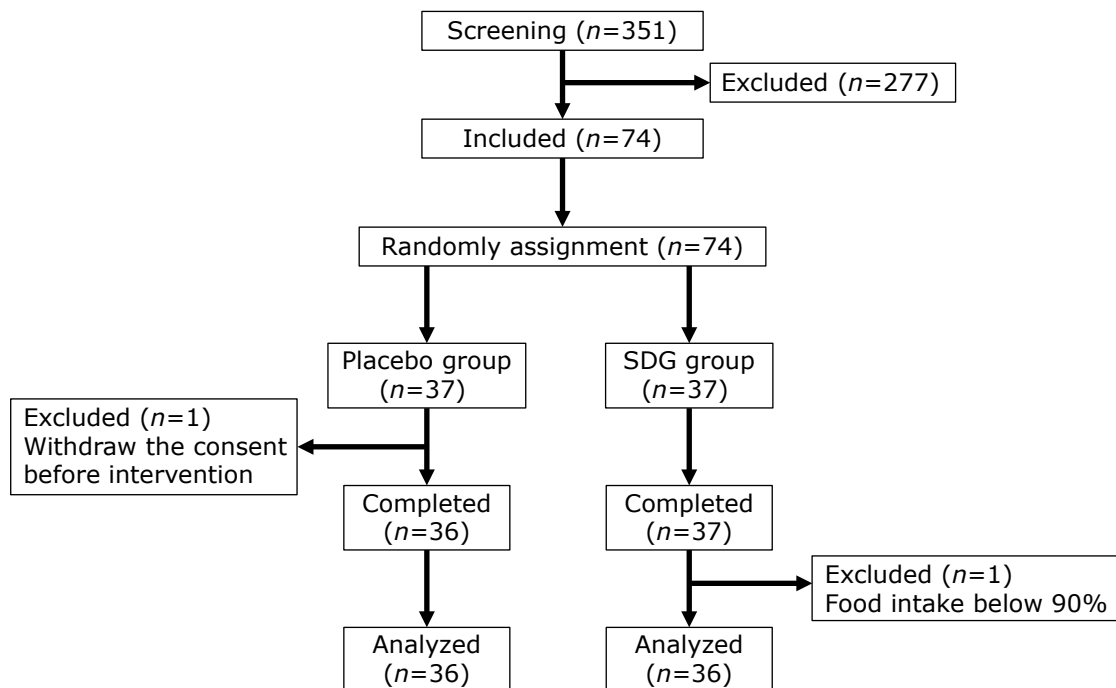 Screening (n=351)
Excluded (n=277)
Included (n=74)
Randomly assignment (n=74)
Placebo group
(n=37)
SDG group
(n=37)
Excluded (n=1)
Withdraw the consent
before intervention
Completed
(n=36)
Completed
(n=37)
Excluded (n=1)
Food intake below 90%
Analyzed
(n=36)
Analyzed
(n=36)